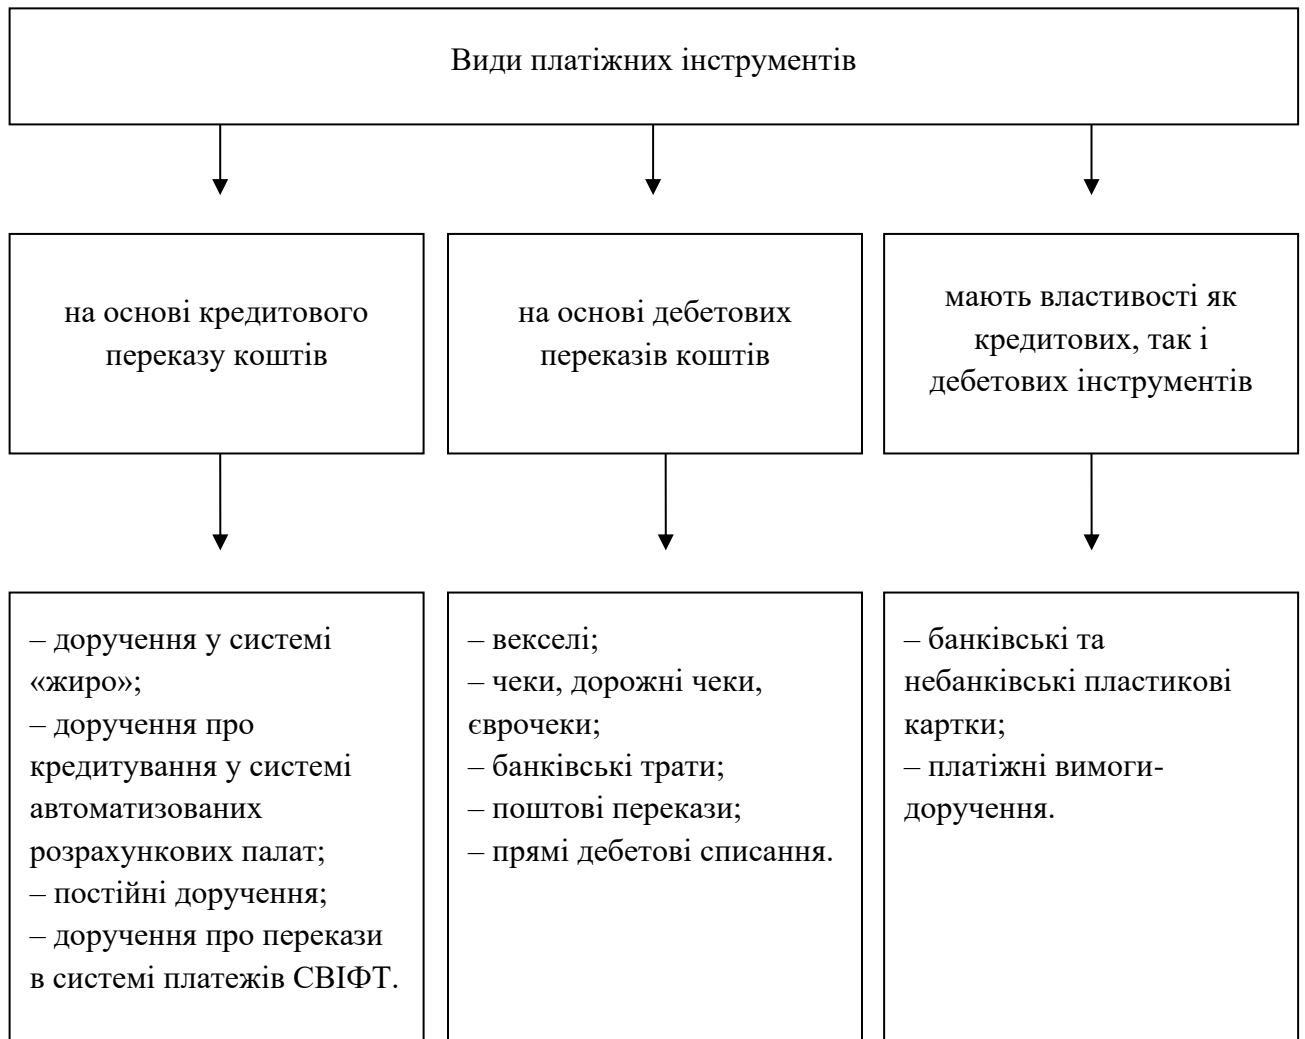 Види платіжних інструментів
на основі кредитового
переказу коштів
на основі дебетових
переказів коштів
мають властивості як
кредитових, так і
дебетових інструментів
– доручення у системі
«жиро»;
– доручення про
кредитування у системі
автоматизованих
розрахункових палат;
– постійні доручення;
– доручення про перекази
в системі платежів СВІФТ.
– векселі;
– чеки, дорожні чеки,
єврочеки;
– банківські трати;
– поштові перекази;
– прямі дебетові списання.
– банківські та
небанківські пластикові
картки;
– платіжні вимоги-
доручення.